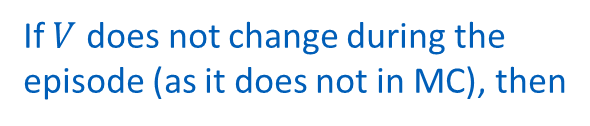 If V does not change during the
episode (as it does not in MC), then